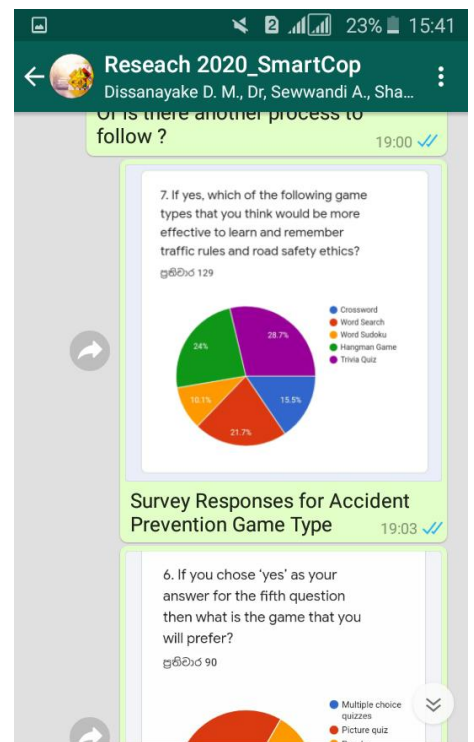 2 23% 15:41
Reseach 2020_SmartCop
Dissanayake D. M., Dr, Sewwandi A., Sha...
Or is there another process to
follow ?
19:00
7. If yes, which of the following game
types that you think would be more
effective to learn and remember
traffic rules and road safety ethics?
ප්‍රතිචාර 129
Crossword
Word Search
Word Sudoku
Hangman Game
Trivia Quiz
28.7%
24%
15.5%
10.1%
21.7%
Survey Responses for Accident
Prevention Game Type
19:03
6. If you chose ‘yes’ as your
answer for the fifth question
then what is the game that you
will prefer?
ප්‍රතිචාර 90
Multiple choice
quizzes
Picture quiz